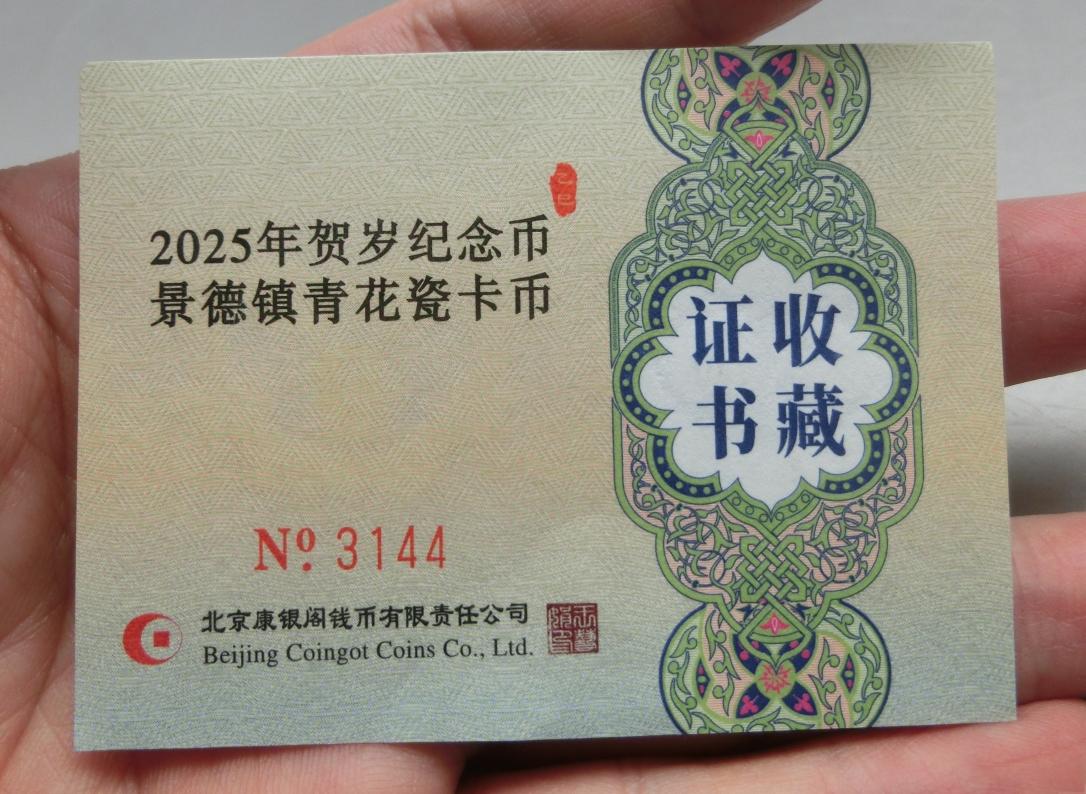 2025年贺岁纪念币
景德镇青花瓷卡币
乙巳
收藏
证书
Nº 3144
北京康银阁钱币有限责任公司
Beijing Coingot Coins Co., Ltd.